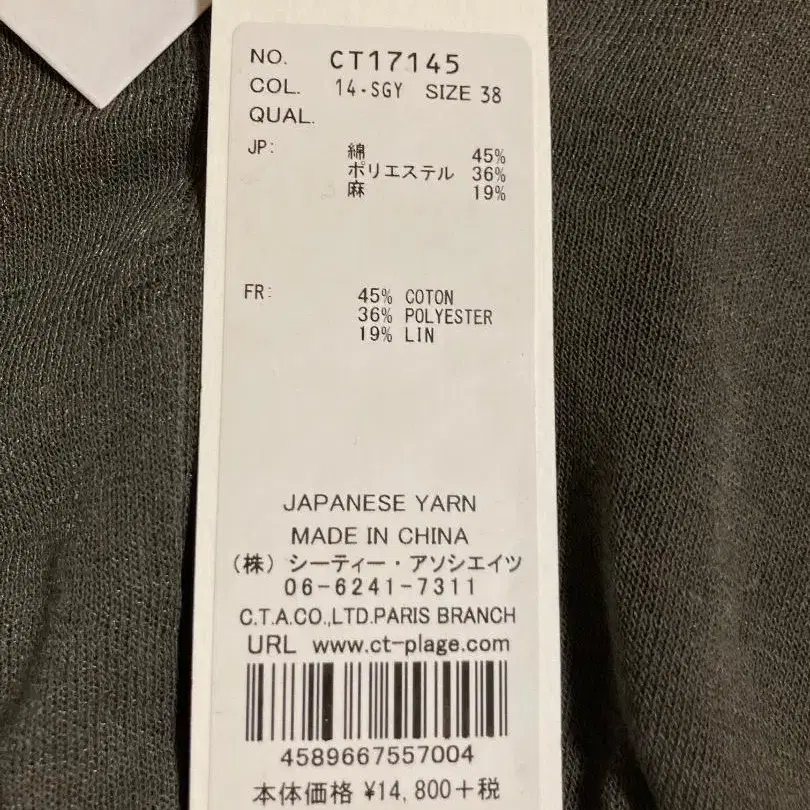 NO. CT17145
COL. 14-SGY SIZE 38
QUAL.
JP: 綿 45%
ポリエステル 36%
麻 19%
FR: 45% COTON
36% POLYESTER
19% LIN
JAPANESE YARN
MADE IN CHINA
(株)シーティー・アソシエイツ
06-6241-7311
C.T.A.CO.,LTD.PARIS BRANCH
URL www.ct-plage.com
4589667557004
本体価格 ¥14,800+税